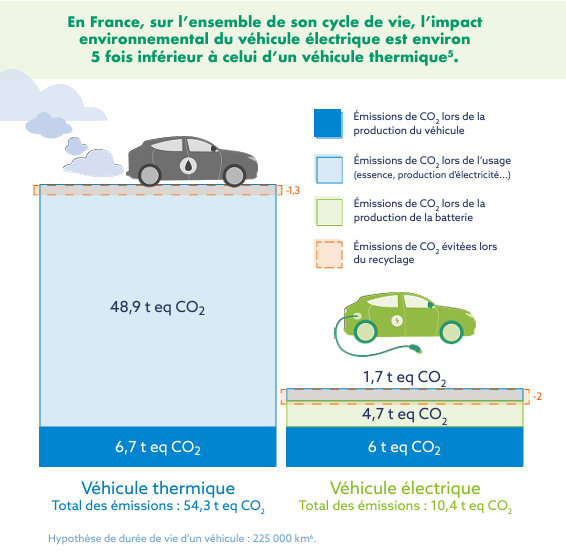 En France, sur l’ensemble de son cycle de vie, l’impact
environnemental du véhicule électrique est environ
5 fois inférieur à celui d’un véhicule thermique⁵.
Émissions de CO₂ lors de la
production du véhicule
Émissions de CO₂ lors de l’usage
(essence, production d’électricité...)
Émissions de CO₂ lors de la
production de la batterie
Émissions de CO₂ évitées lors
du recyclage
-1,3
48,9 t eq CO₂
6,7 t eq CO₂
1,7 t eq CO₂
-2
4,7 t eq CO₂
6 t eq CO₂
Véhicule thermique
Total des émissions : 54,3 t eq CO₂
Véhicule électrique
Total des émissions : 10,4 t eq CO₂
Hypothèse de durée de vie d’un véhicule : 225 000 km⁶.